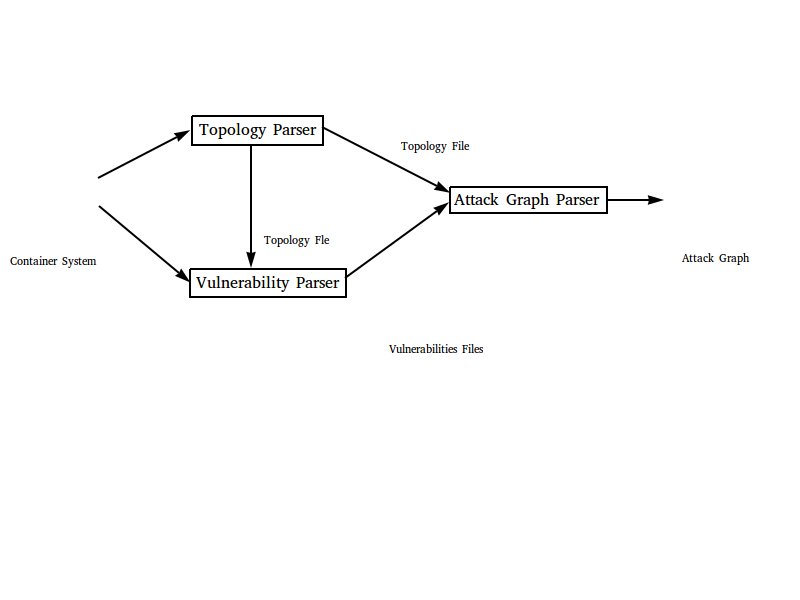 Topology Parser
Topology File
Attack Graph Parser
Topology Fle
Container System
Attack Graph
Vulnerability Parser
Vulnerabilities Files